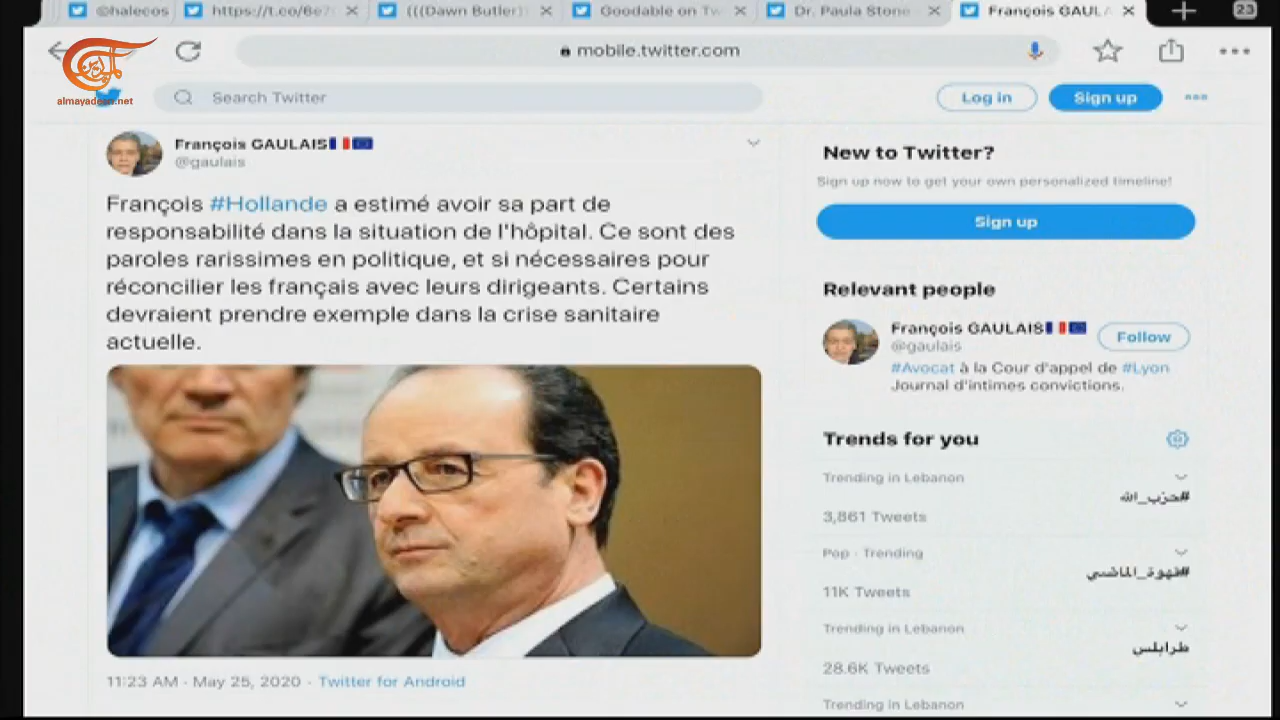 @halecos
https://t.co/6e7
(((Dawn Butler)
Goodable on Tw
Dr. Paula Stone
François GAUL
23
mobile.twitter.com
almayadeen.net
Search Twitter
Log in
Sign up
François GAULAIS
@gaulais
François #Hollande a estimé avoir sa part de
responsabilité dans la situation de l'hôpital. Ce sont des
paroles rarissimes en politique, et si nécessaires pour
réconcilier les français avec leurs dirigeants. Certains
devraient prendre exemple dans la crise sanitaire
actuelle.
11:23 AM · May 25, 2020 · Twitter for Android
New to Twitter?
Sign up now to get your own personalized timeline!
Sign up
Relevant people
François GAULAIS
@gaulais
Follow
#Avocat à la Cour d'appel de #Lyon
Journal d'intimes convictions.
Trends for you
Trending in Lebanon
#حزب_الله
3,861 Tweets
Pop · Trending
#قهوة_الماضي
11K Tweets
Trending in Lebanon
طرابلس
28.6K Tweets
Trending in Lebanon